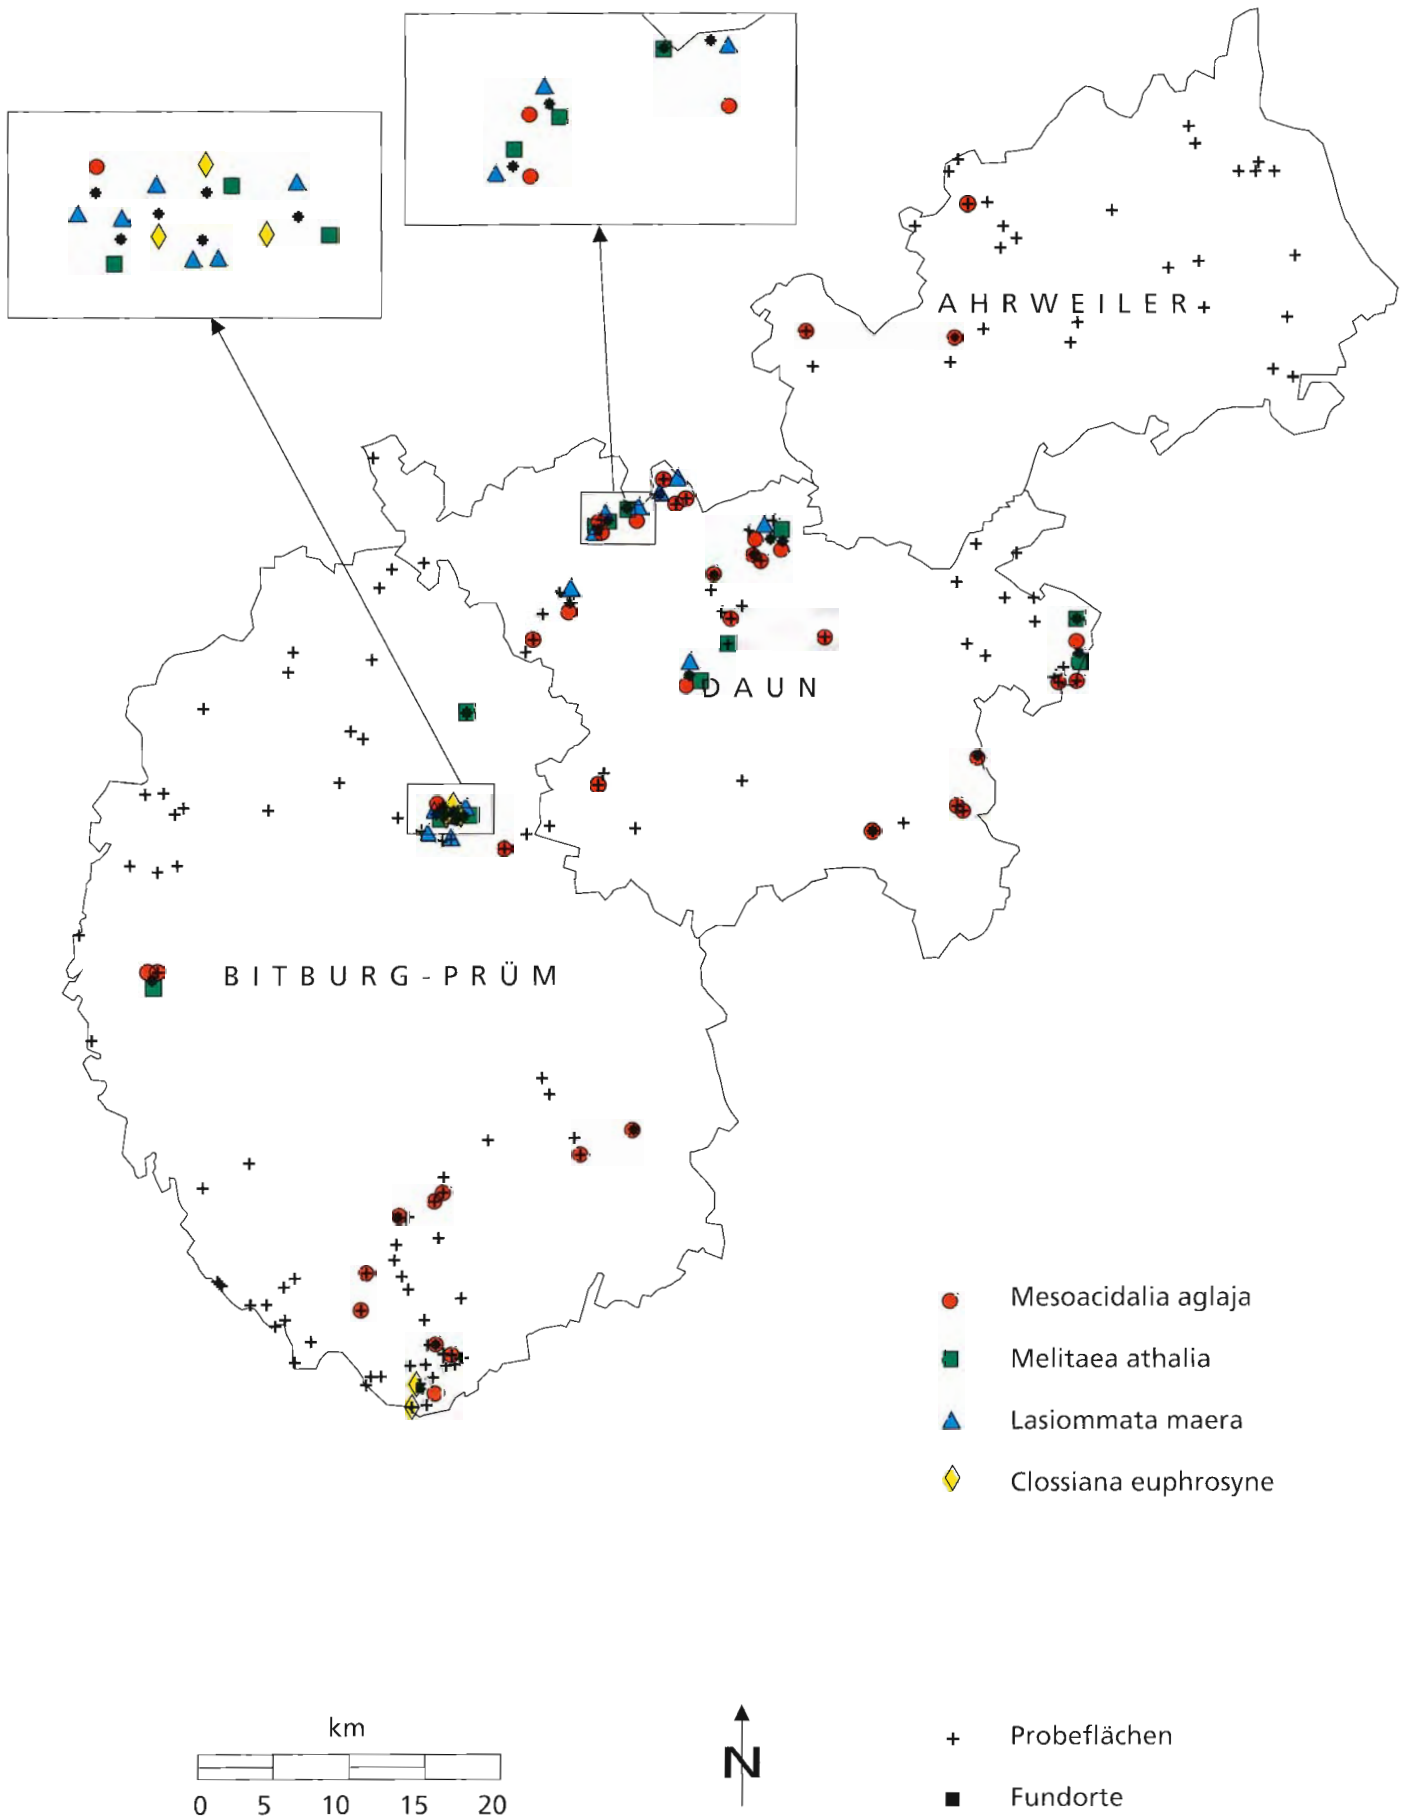 AHRWEILER
DAUN
BITBURG-PRÜM
Mesoacidalia aglaja
Melitaea athalia
Lasiommata maera
Clossiana euphrosyne
km
0 5 10 15 20
N
Probeflächen
Fundorte